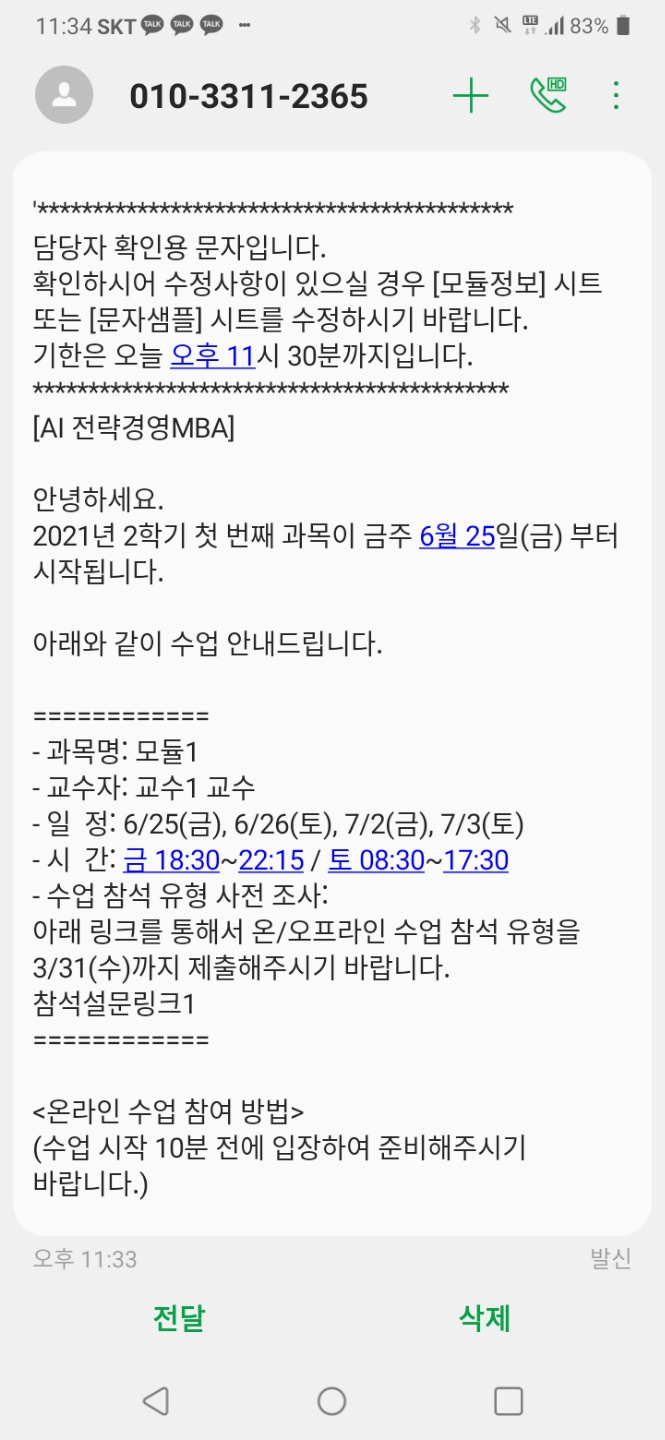 11:34 SKT TALK TALK TALK ··· LTE 83%
010-3311-2365 HD
'*******************************************
담당자 확인용 문자입니다.
확인하시어 수정사항이 있으실 경우 [모듈정보] 시트
또는 [문자샘플] 시트를 수정하시기 바랍니다.
기한은 오늘 오후 11시 30분까지입니다.
*******************************************
[AI 전략경영MBA]
안녕하세요.
2021년 2학기 첫 번째 과목이 금주 6월 25일(금) 부터
시작됩니다.
아래와 같이 수업 안내드립니다.
============
- 과목명: 모듈1
- 교수자: 교수1 교수
- 일  정: 6/25(금), 6/26(토), 7/2(금), 7/3(토)
- 시  간: 금 18:30~22:15 / 토 08:30~17:30
- 수업 참석 유형 사전 조사:
아래 링크를 통해서 온/오프라인 수업 참석 유형을
3/31(수)까지 제출해주시기 바랍니다.
참석설문링크1
============
<온라인 수업 참여 방법>
(수업 시작 10분 전에 입장하여 준비해주시기
바랍니다.)
오후 11:33 발신
전달 삭제